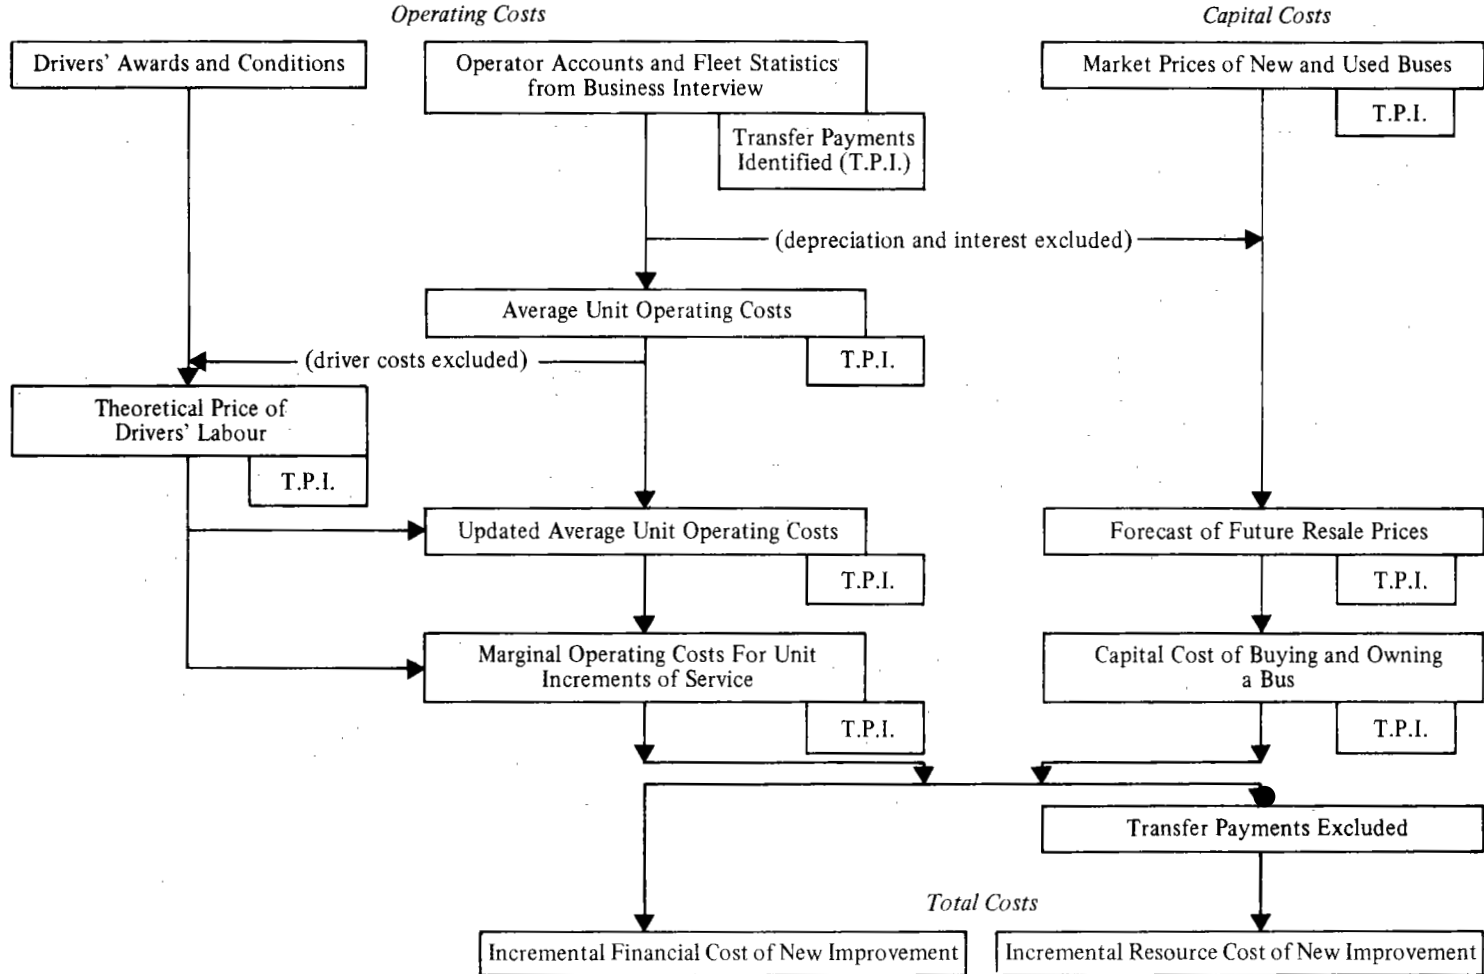 Operating Costs
Capital Costs
Drivers' Awards and Conditions
Operator Accounts and Fleet Statistics
from Business Interview
Market Prices of New and Used Buses
T.P.I.
Transfer Payments
Identified (T.P.I.)
(depreciation and interest excluded)
Average Unit Operating Costs
T.P.I.
(driver costs excluded)
Theoretical Price of
Drivers' Labour
T.P.I.
Updated Average Unit Operating Costs
T.P.I.
Forecast of Future Resale Prices
T.P.I.
Marginal Operating Costs For Unit
Increments of Service
T.P.I.
Capital Cost of Buying and Owning
a Bus
T.P.I.
Transfer Payments Excluded
Total Costs
Incremental Financial Cost of New Improvement
Incremental Resource Cost of New Improvement